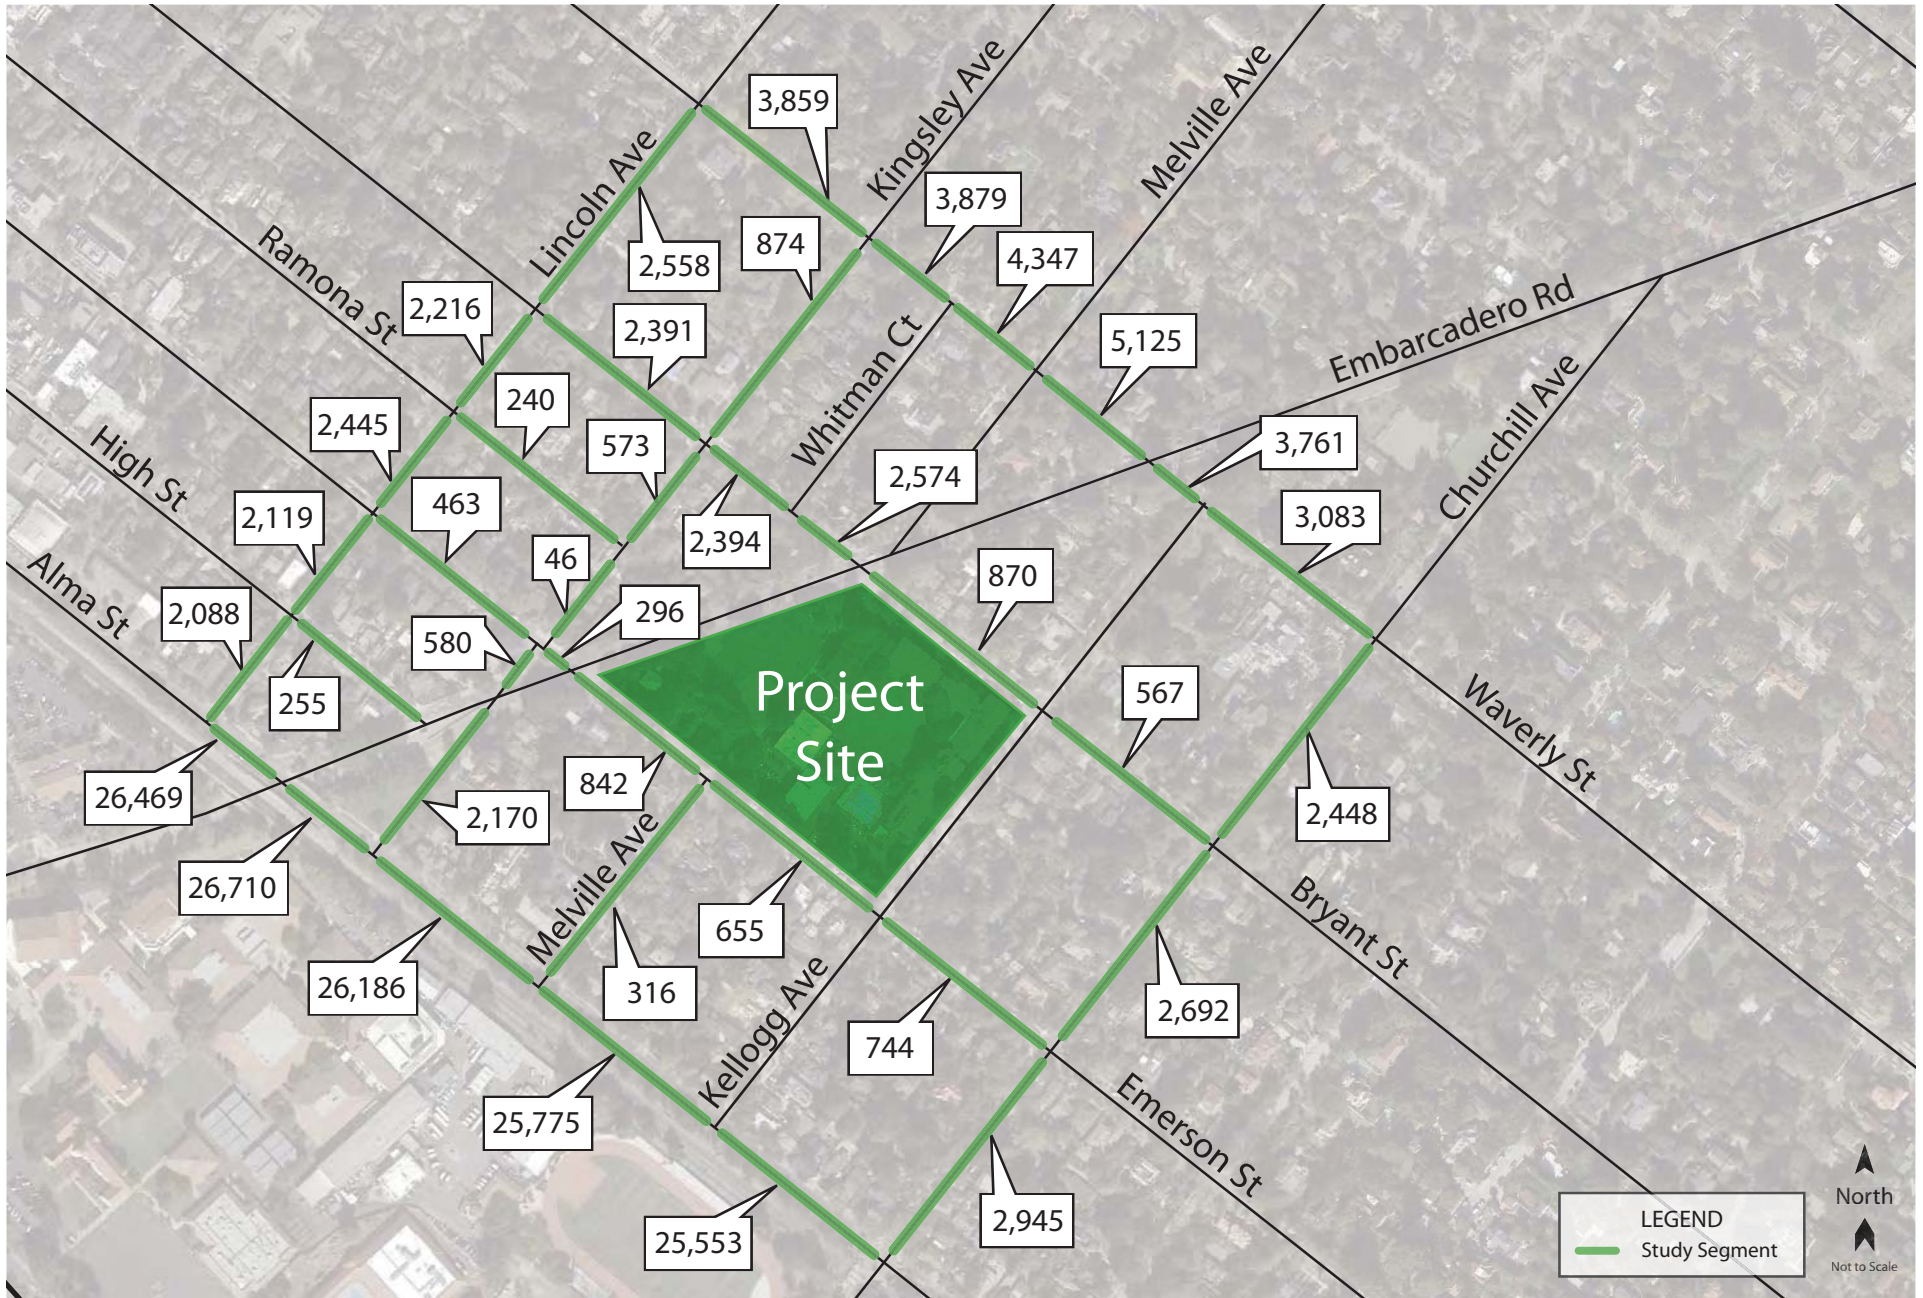 3,859
Kingsley Ave
Melville Ave
Lincoln Ave
3,879
874
2,558
4,347
Ramona St
2,216
2,391
Whitman Ct
5,125
Embarcadero Rd
Churchill Ave
240
2,445
573
3,761
High St
2,574
463
2,119
3,083
2,394
46
Alma St
870
296
2,088
580
255
Project
Site
567
Waverly St
842
26,469
2,170
2,448
26,710
Melville Ave
655
Bryant St
26,186
316
Kellogg Ave
2,692
744
25,775
Emerson St
25,553
2,945
North
Not to Scale
LEGEND
Study Segment